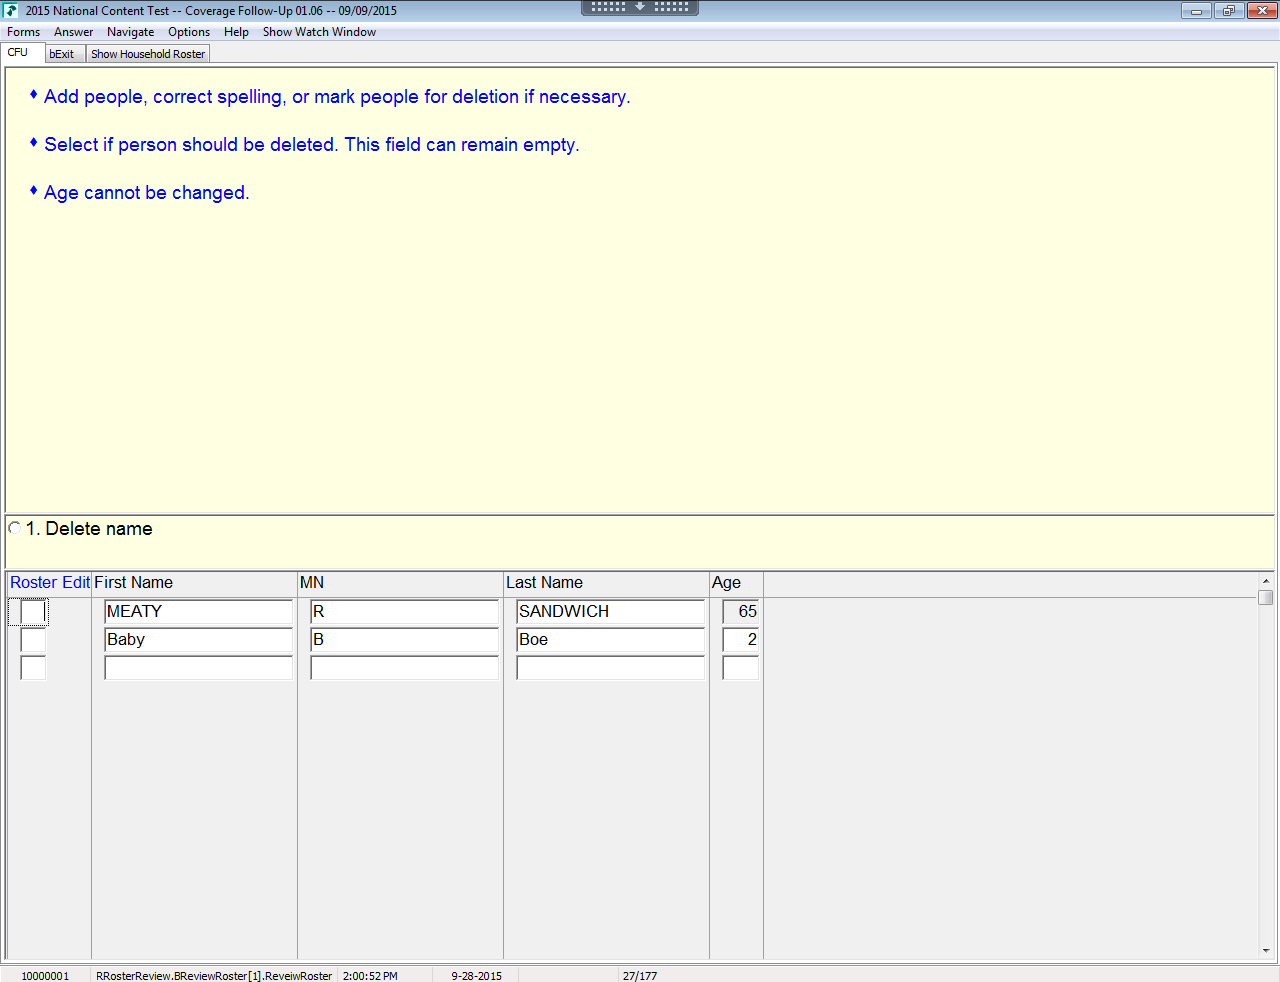 2015 National Content Test -- Coverage Follow-Up 01.06 -- 09/09/2015
Forms Answer Navigate Options Help Show Watch Window
CFU bExit Show Household Roster
Add people, correct spelling, or mark people for deletion if necessary.
Select if person should be deleted. This field can remain empty.
Age cannot be changed.
1. Delete name
Roster Edit First Name MN Last Name Age
MEATY R SANDWICH 65
Baby B Boe 2
10000001 RRosterReview.BReviewRoster[1].ReveiwRoster 2:00:52 PM 9-28-2015 27/177